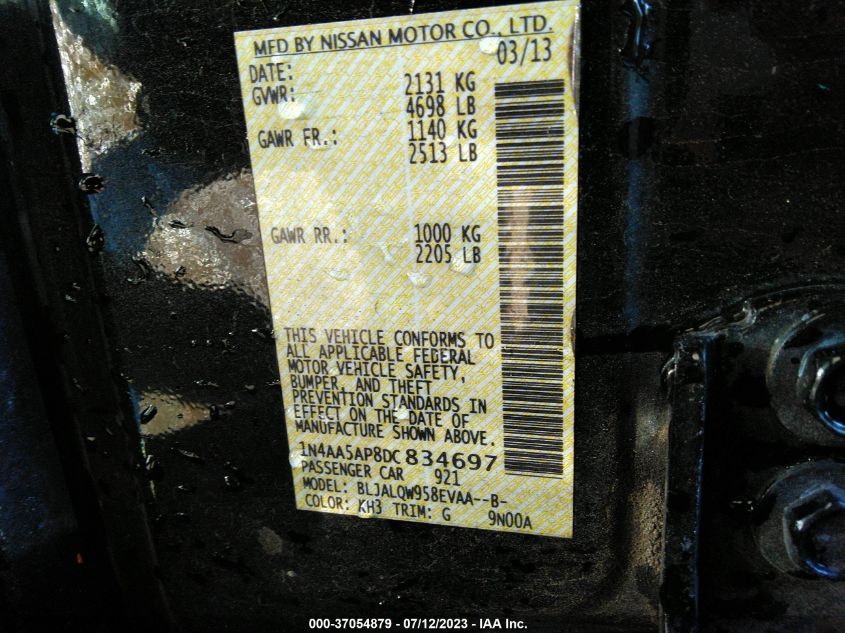 MFD BY NISSAN MOTOR CO., LTD.
DATE: 03/13
GVWR: 2131 KG
4698 LB
GAWR FR.: 1140 KG
2513 LB
GAWR RR.: 1000 KG
2205 LB
THIS VEHICLE CONFORMS TO
ALL APPLICABLE FEDERAL
MOTOR VEHICLE SAFETY,
BUMPER, AND THEFT
PREVENTION STANDARDS IN
EFFECT ON THE DATE OF
MANUFACTURE SHOWN ABOVE.
1N4AA5AP8DC834697
PASSENGER CAR 921
MODEL: BLJALQW958EVAA--B-
COLOR: KH3 TRIM: G 9N00A
000-37054879 - 07/12/2023 - IAA Inc.